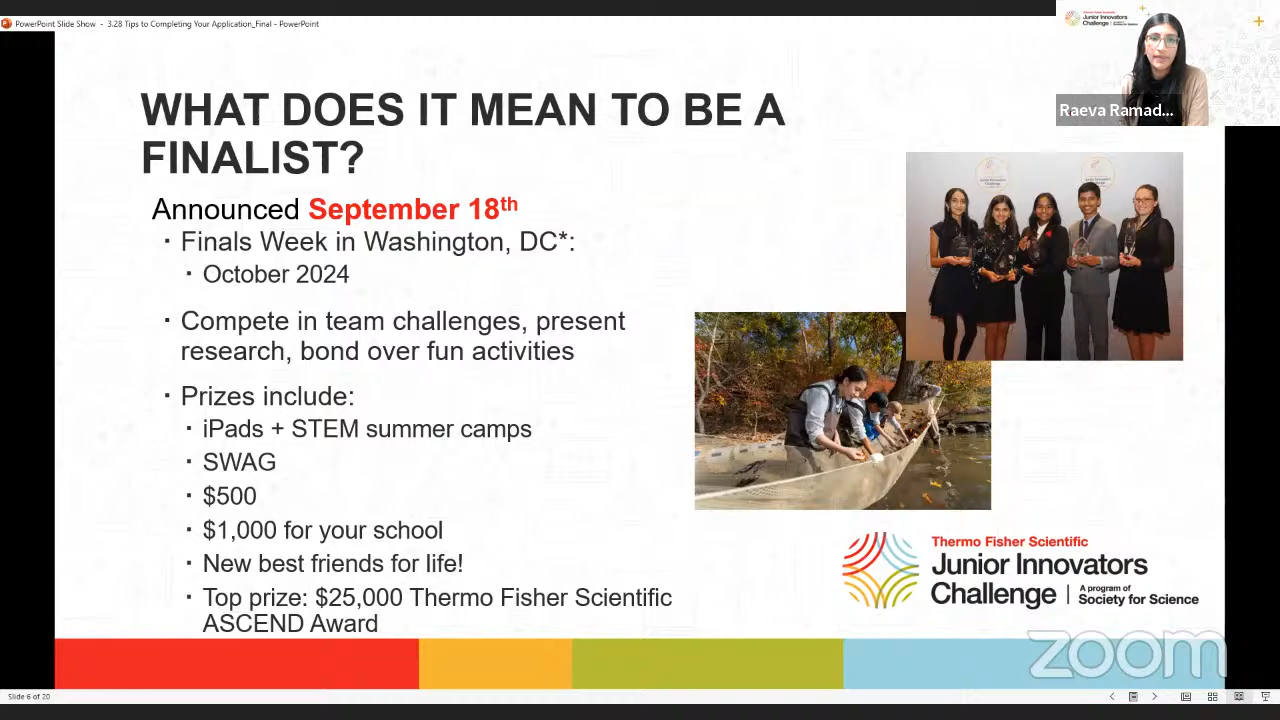 PowerPoint Slide Show - 3.28 Tips to Completing Your Application_Final - PowerPoint
Junior Innovators
Challenge
Raeva Ramad...
WHAT DOES IT MEAN TO BE A
FINALIST?
Announced September 18th
· Finals Week in Washington, DC*:
· October 2024
· Compete in team challenges, present
research, bond over fun activities
· Prizes include:
· iPads + STEM summer camps
· SWAG
· $500
· $1,000 for your school
· New best friends for life!
· Top prize: $25,000 Thermo Fisher Scientific
ASCEND Award
Thermo Fisher Scientific
Junior Innovators
Challenge | A program of
Society for Science
zoom
Slide 6 of 20